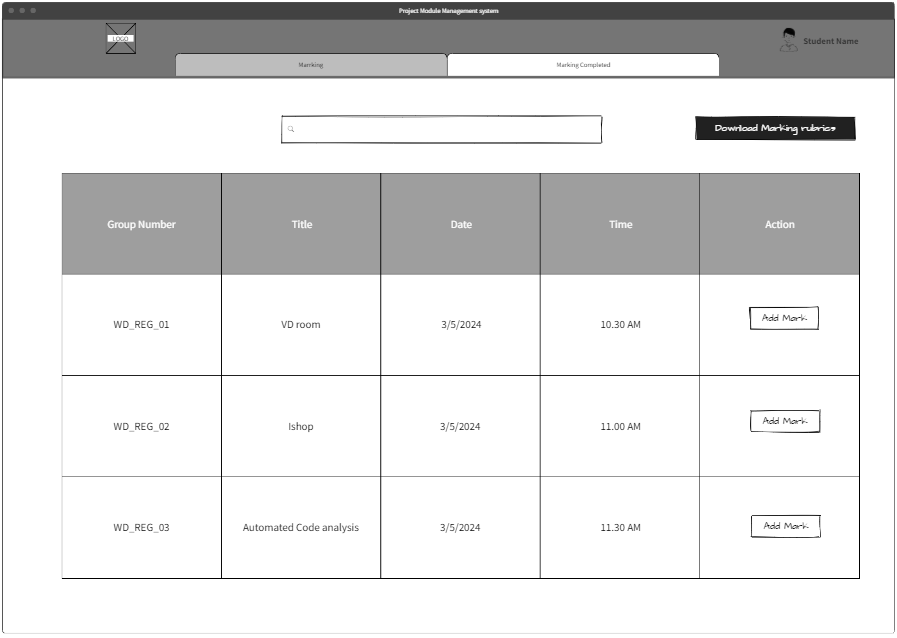 Project Module Management system
LOGO
Student Name
Marrking
Marking Completed
Download Marking rubrics
Group Number
Title
Date
Time
Action
WD_REG_01
VD room
3/5/2024
10.30 AM
Add Mark
WD_REG_02
Ishop
3/5/2024
11.00 AM
Add Mark
WD_REG_03
Automated Code analysis
3/5/2024
11.30 AM
Add Mark